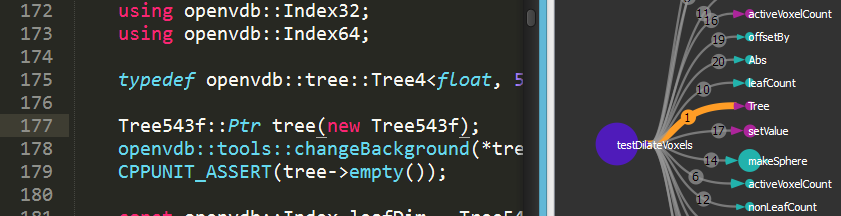 172 using openvdb::Index32;
173 using openvdb::Index64;
174
175 typedef openvdb::tree::Tree4<float, 5
176
177 Tree543f::Ptr tree(new Tree543f);
178 openvdb::tools::changeBackground(*tre
179 CPPUNIT_ASSERT(tree->empty());
180
181
11 activeVoxelCount
16
19 offsetBy
20 Abs
10 leafCount
1 Tree
17 setValue
testDilateVoxels
14 makeSphere
6 activeVoxelCount
12 nonLeafCount